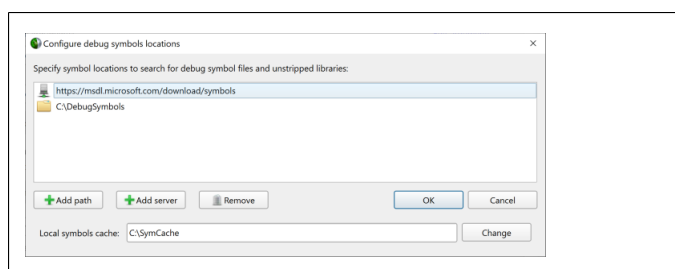 Configure debug symbols locations
Specify symbol locations to search for debug symbol files and unstripped libraries:
https://msdl.microsoft.com/download/symbols
C:\DebugSymbols
Add path Add server Remove OK Cancel
Local symbols cache: C:\SymCache Change